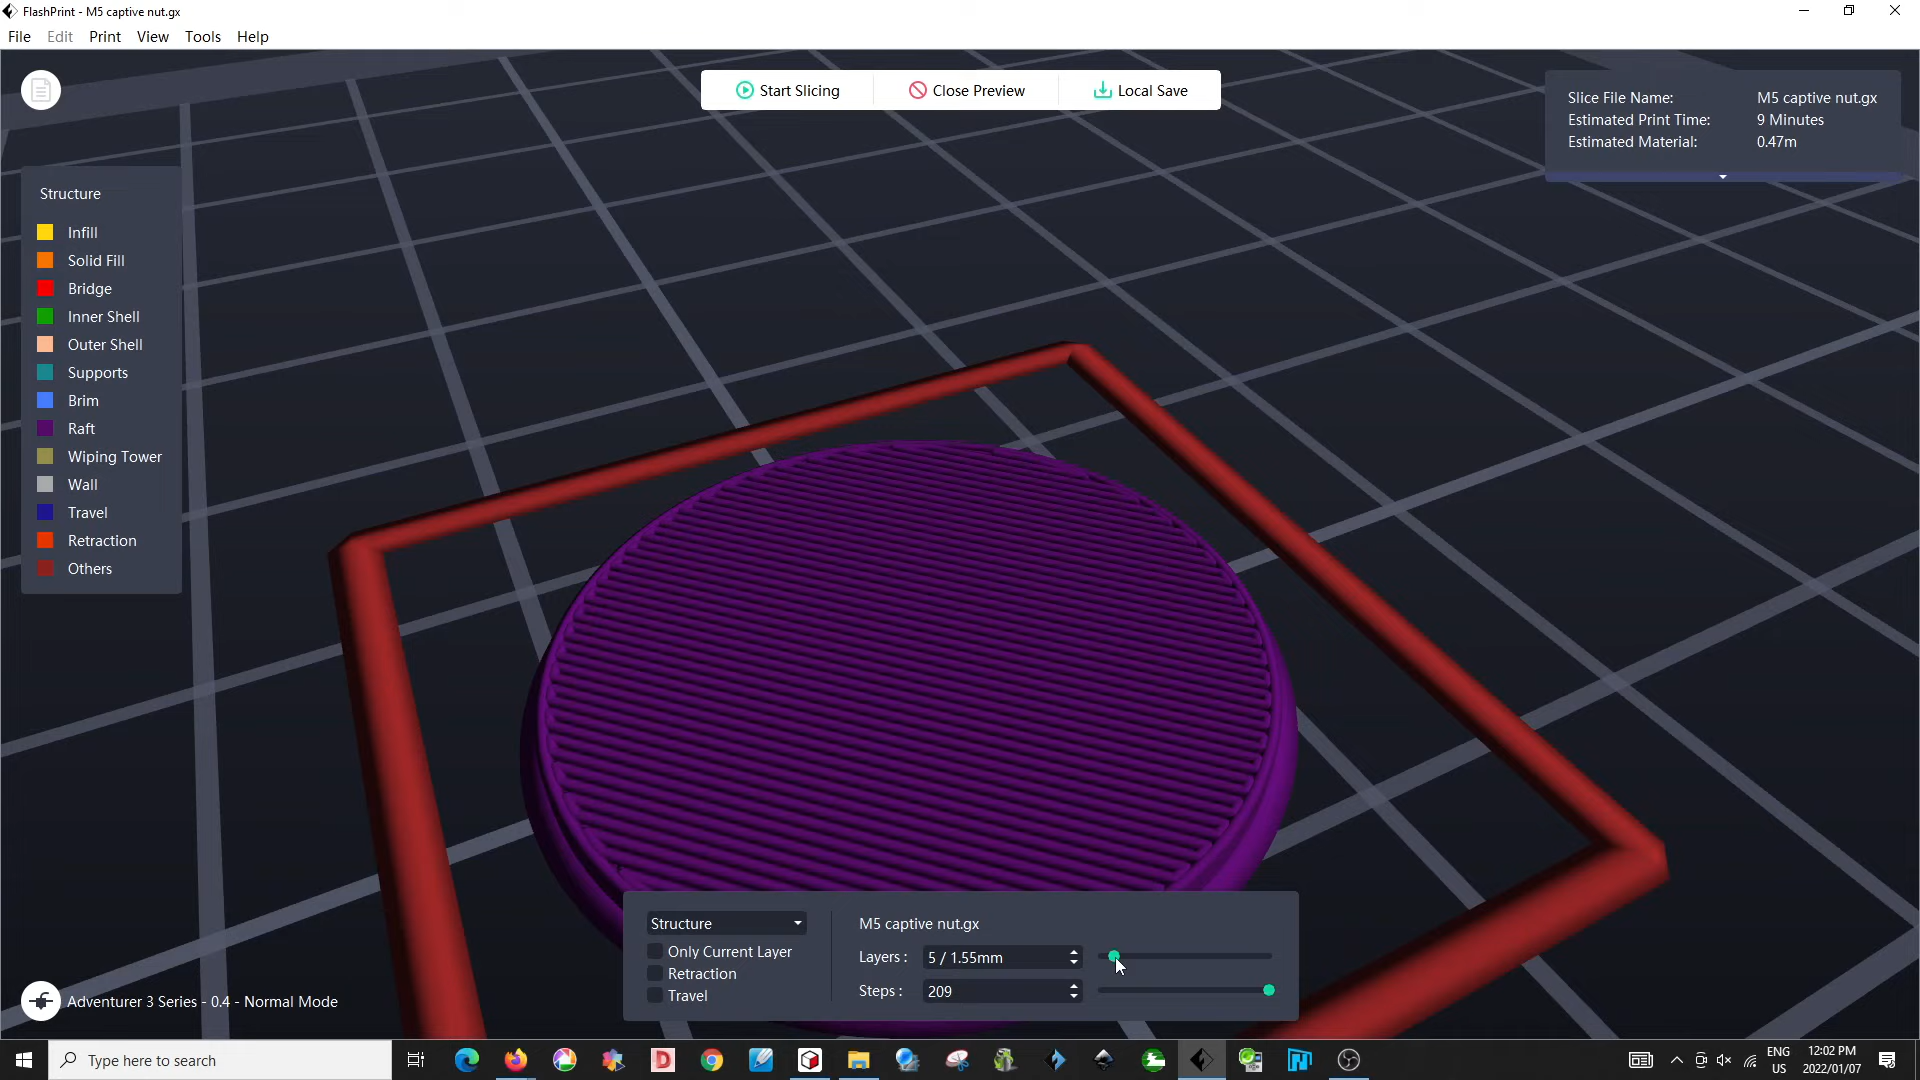 FlashPrint - M5 captive nut.gx
File Edit Print View Tools Help
Start Slicing Close Preview Local Save
Slice File Name: M5 captive nut.gx
Estimated Print Time: 9 Minutes
Estimated Material: 0.47m
Structure
Infill
Solid Fill
Bridge
Inner Shell
Outer Shell
Supports
Brim
Raft
Wiping Tower
Wall
Travel
Retraction
Others
Structure
Only Current Layer
Retraction
Travel
M5 captive nut.gx
Layers : 5 / 1.55mm
Steps : 209
Adventurer 3 Series - 0.4 - Normal Mode
Type here to search
D
ENG
US
12:02 PM
2022/01/07